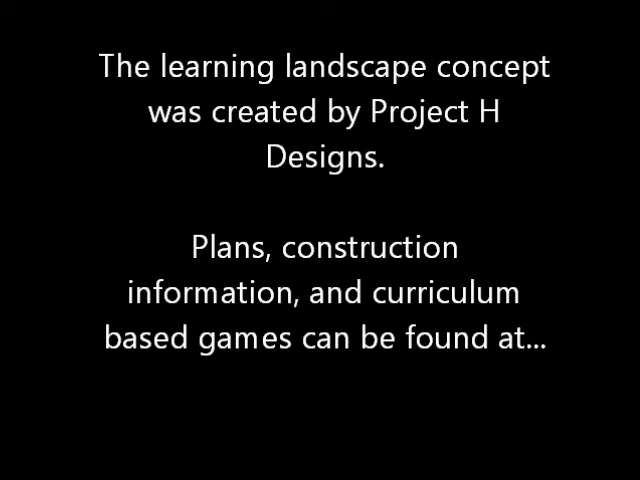 The learning landscape concept
was created by Project H
Designs.
Plans, construction
information, and curriculum
based games can be found at...